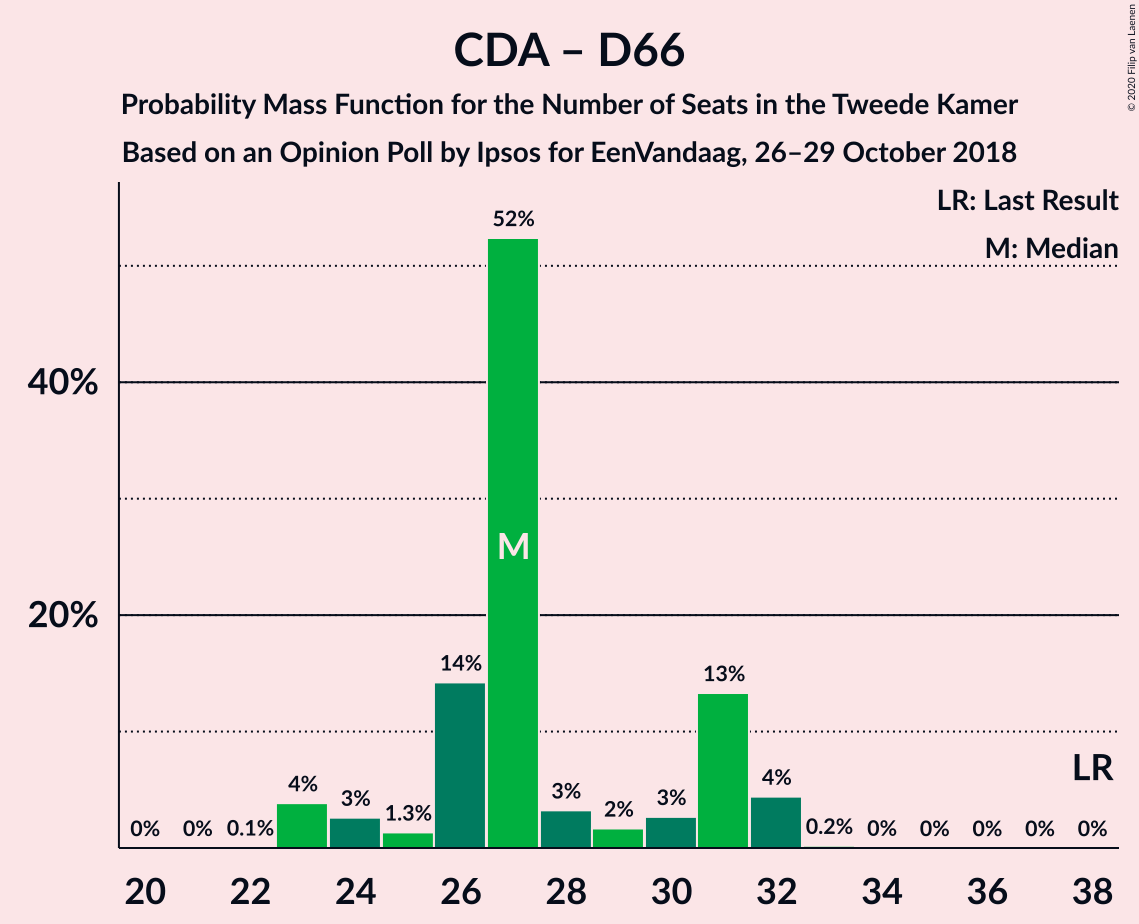 CDA – D66
Probability Mass Function for the Number of Seats in the Tweede Kamer
Based on an Opinion Poll by Ipsos for EenVandaag, 26–29 October 2018
© 2020 Filip van Laenen
LR: Last Result
M: Median
40%
20%
0%
0%
0.1%
4%
3%
1.3%
14%
52%
M
3%
2%
3%
13%
4%
0.2%
0%
0%
0%
0%
0%
LR
20 22 24 26 28 30 32 34 36 38